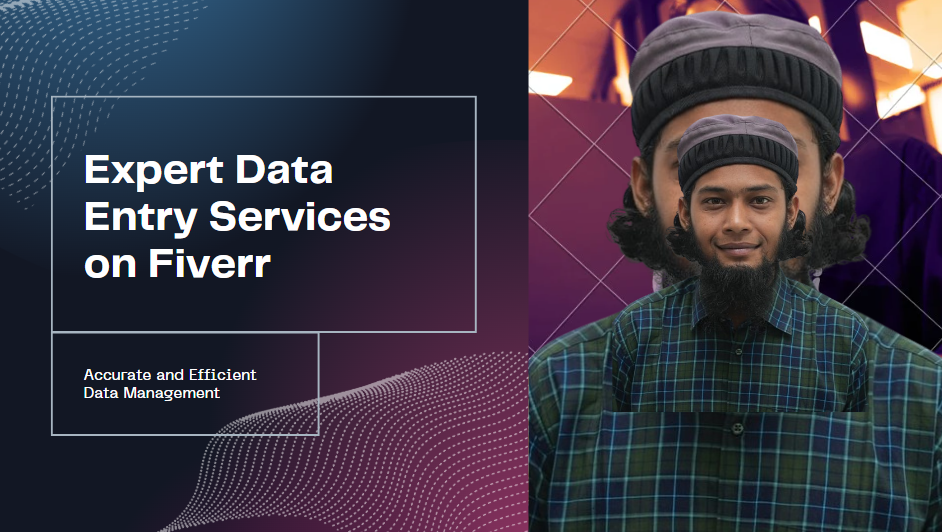 Expert Data
Entry Services
on Fiverr
Accurate and Efficient
Data Management